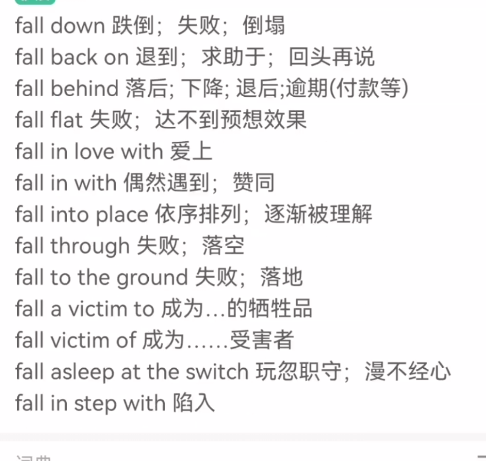 fall down 跌倒；失败；倒塌
fall back on 退到；求助于；回头再说
fall behind 落后; 下降; 退后;逾期(付款等)
fall flat 失败；达不到预想效果
fall in love with 爱上
fall in with 偶然遇到；赞同
fall into place 依序排列；逐渐被理解
fall through 失败；落空
fall to the ground 失败；落地
fall a victim to 成为…的牺牲品
fall victim of 成为……受害者
fall asleep at the switch 玩忽职守；漫不经心
fall in step with 陷入